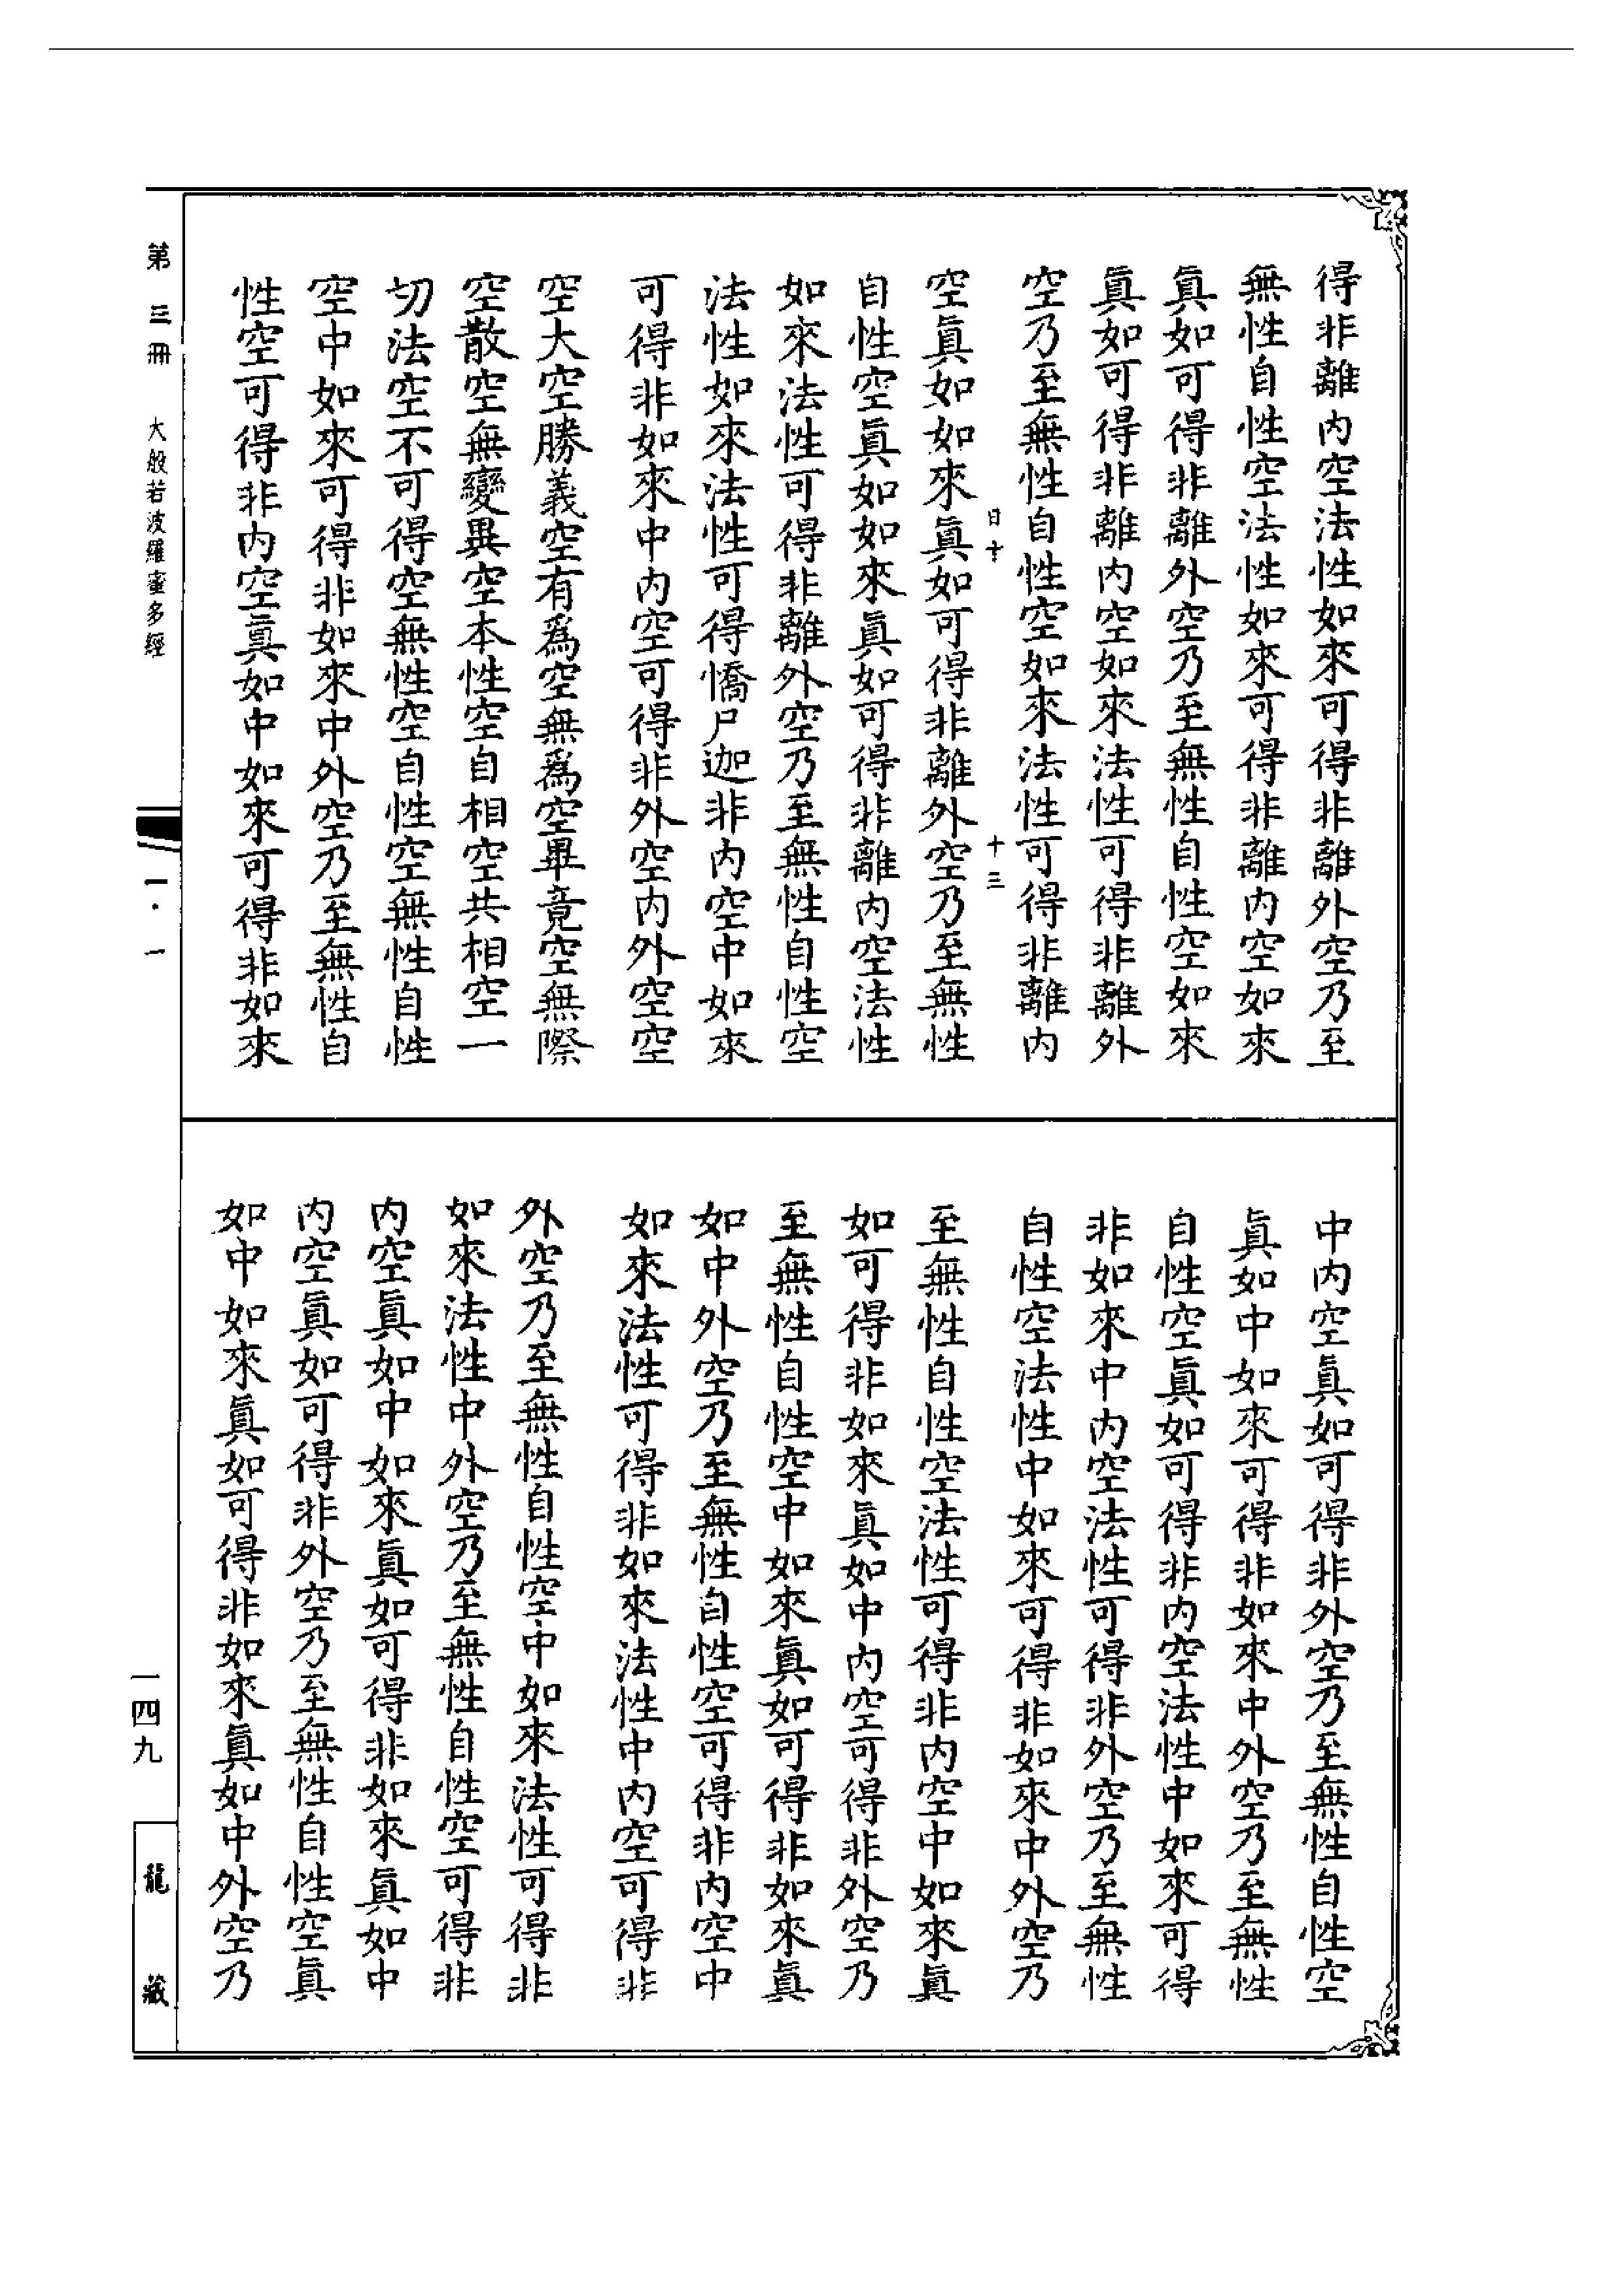 得非離內空法性如來可得非離外空乃至
無性自性空法性如來可得非離內空如來
眞如可得非離外空乃至無性自性空如來
眞如可得非離內空如來法性可得非離外
空乃至無性自性空如來法性可得非離內
日十 十三
空眞如如來眞如可得非離外空乃至無性
自性空眞如如來眞如可得非離內空法性
如來法性可得非離外空乃至無性自性空
法性如來法性可得憍尸迦非內空中如來
可得非如來中內空可得非外空內外空空
空大空勝義空有爲空無爲空畢竟空無際
空散空無變異空本性空自相空共相空一
切法空不可得空無性空自性空無性自性
空中如來可得非如來中外空乃至無性自
性空可得非內空眞如中如來可得非如來
中內空眞如可得非外空乃至無性自性空
眞如中如來可得非如來中外空乃至無性
自性空眞如可得非內空法性中如來可得
非如來中內空法性可得非外空乃至無性
自性空法性中如來可得非如來中外空乃
至無性自性空法性可得非內空中如來眞
如可得非如來眞如中內空可得非外空乃
至無性自性空中如來眞如可得非如來眞
如中外空乃至無性自性空可得非內空中
如來法性可得非如來法性中內空可得非
外空乃至無性自性空中如來法性可得非
如來法性中外空乃至無性自性空可得非
內空眞如中如來眞如可得非如來眞如中
內空眞如可得非外空乃至無性自性空眞
如中如來眞如可得非如來眞如中外空乃
第三冊 大般若波羅蜜多經
一·一
一四九
龍藏